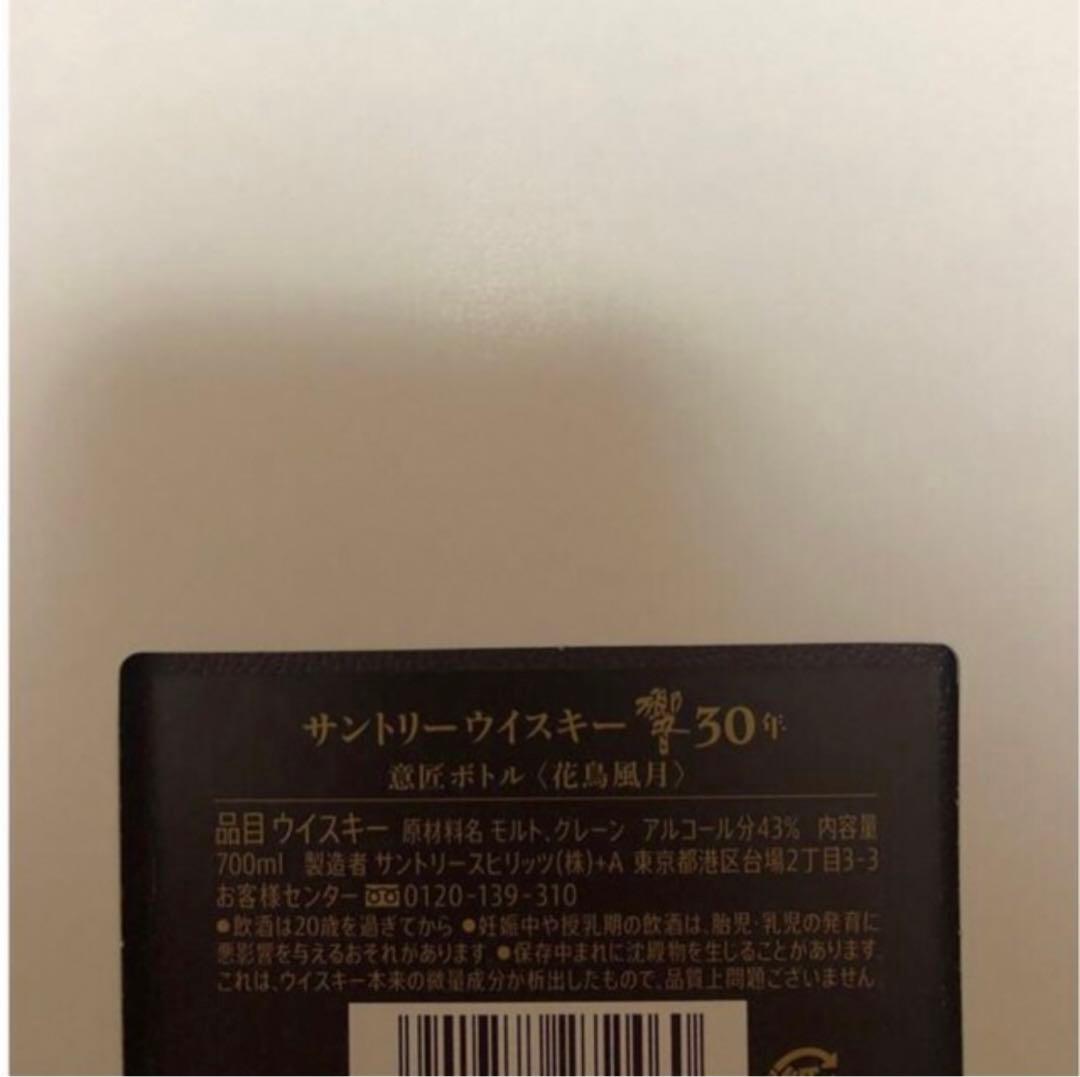 サントリーウイスキー 響 30年
意匠ボトル〈花鳥風月〉
品目 ウイスキー 原材料名 モルト、グレーン アルコール分43% 内容量
700ml 製造者 サントリースピリッツ(株)+A 東京都港区台場2丁目3-3
お客様センター 0120-139-310
●飲酒は20歳を過ぎてから ●妊娠中や授乳期の飲酒は、胎児・乳児の発育に
悪影響を与えるおそれがあります ●保存中まれに沈殿物を生じることがあります
これは、ウイスキー本来の微量成分が析出したもので、品質上問題ございません